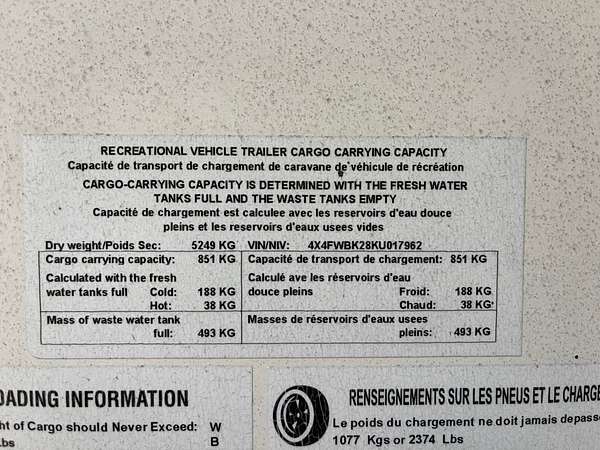 RECREATIONAL VEHICLE TRAILER CARGO CARRYING CAPACITY
Capacité de transport de chargement de caravane de véhicule de récréation
CARGO-CARRYING CAPACITY IS DETERMINED WITH THE FRESH WATER
TANKS FULL AND THE WASTE TANKS EMPTY
Capacité de chargement est calculee avec les reservoirs d'eau douce
pleins et les reservoirs d'eaux usees vides
Dry weight/Poids Sec: 5249 KG VIN/NIV: 4X4FWBK28KU017962
Cargo carrying capacity: 851 KG Capacité de transport de chargement: 851 KG
Calculated with the fresh Calculé ave les réservoirs d'eau
water tanks full Cold: 188 KG douce pleins Froid: 188 KG
Hot: 38 KG Chaud: 38 KG
Mass of waste water tank Masses de réservoirs d'eaux usees
full: 493 KG pleins: 493 KG
OADING INFORMATION RENSEIGNEMENTS SUR LES PNEUS ET LE CHARGE
ht of Cargo should Never Exceed: W Le poids du chargement ne doit jamais depass
bs B 1077 Kgs or 2374 Lbs